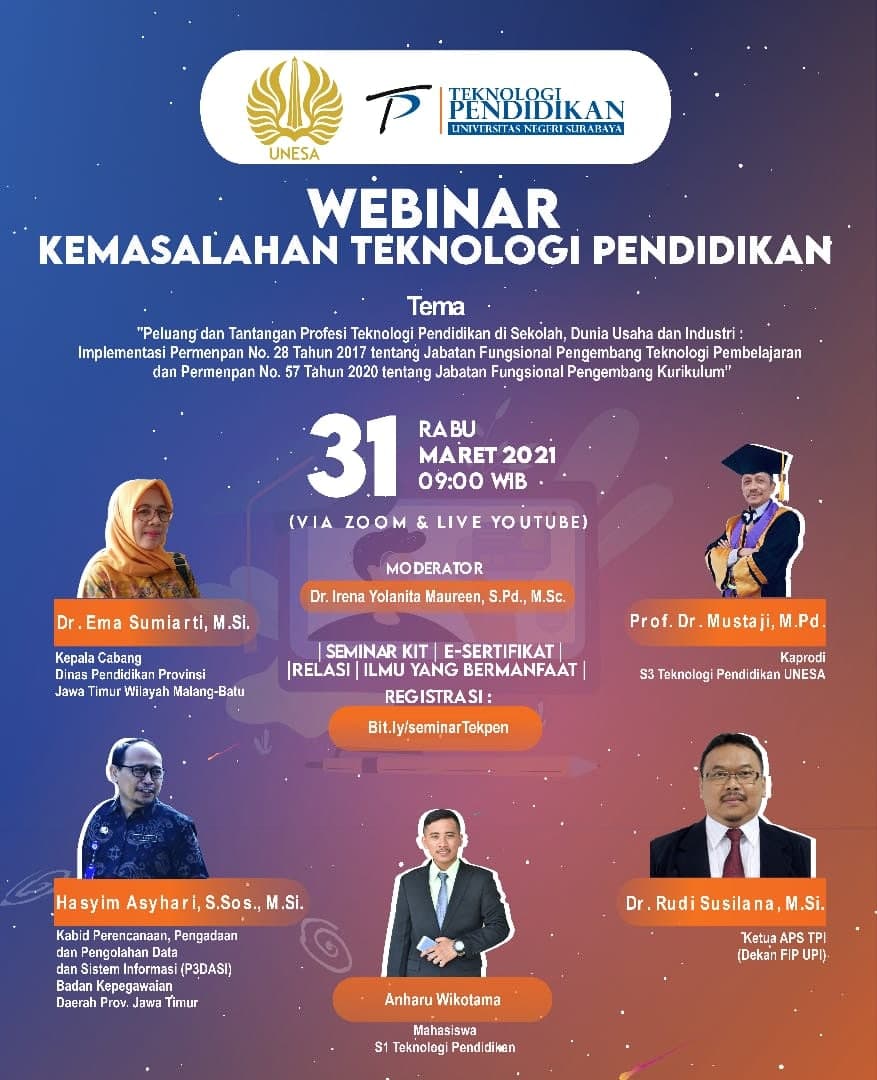 UNESA
TP
TEKNOLOGI
PENDIDIKAN
UNIVERSITAS NEGERI SURABAYA
WEBINAR
KEMASALAHAN TEKNOLOGI PENDIDIKAN
Tema
"Peluang dan Tantangan Profesi Teknologi Pendidikan di Sekolah, Dunia Usaha dan Industri :
Implementasi Permenpan No. 28 Tahun 2017 tentang Jabatan Fungsional Pengembang Teknologi Pembelajaran
dan Permenpan No. 57 Tahun 2020 tentang Jabatan Fungsional Pengembang Kurikulum"
31
RABU
MARET 2021
09:00 WIB
(VIA ZOOM & LIVE YOUTUBE)
MODERATOR
Dr. Irena Yolanita Maureen, S.Pd., M.Sc.
| SEMINAR KIT | E-SERTIFIKAT |
|RELASI | ILMU YANG BERMANFAAT |
REGISTRASI :
Bit.ly/seminarTekpen
Dr. Ema Sumiarti, M.Si.
Kepala Cabang
Dinas Pendidikan Provinsi
Jawa Timur Wilayah Malang-Batu
Prof. Dr. Mustaji, M.Pd.
Kaprodi
S3 Teknologi Pendidikan UNESA
Hasyim Asyhari, S.Sos., M.Si.
Kabid Perencanaan, Pengadaan
dan Pengolahan Data
dan Sistem Informasi (P3DASI)
Badan Kepegawaian
Daerah Prov. Jawa Timur
Anharu Wikotama
Mahasiswa
S1 Teknologi Pendidikan
Dr. Rudi Susilana, M.Si.
Ketua APS TPI
(Dekan FIP UPI)